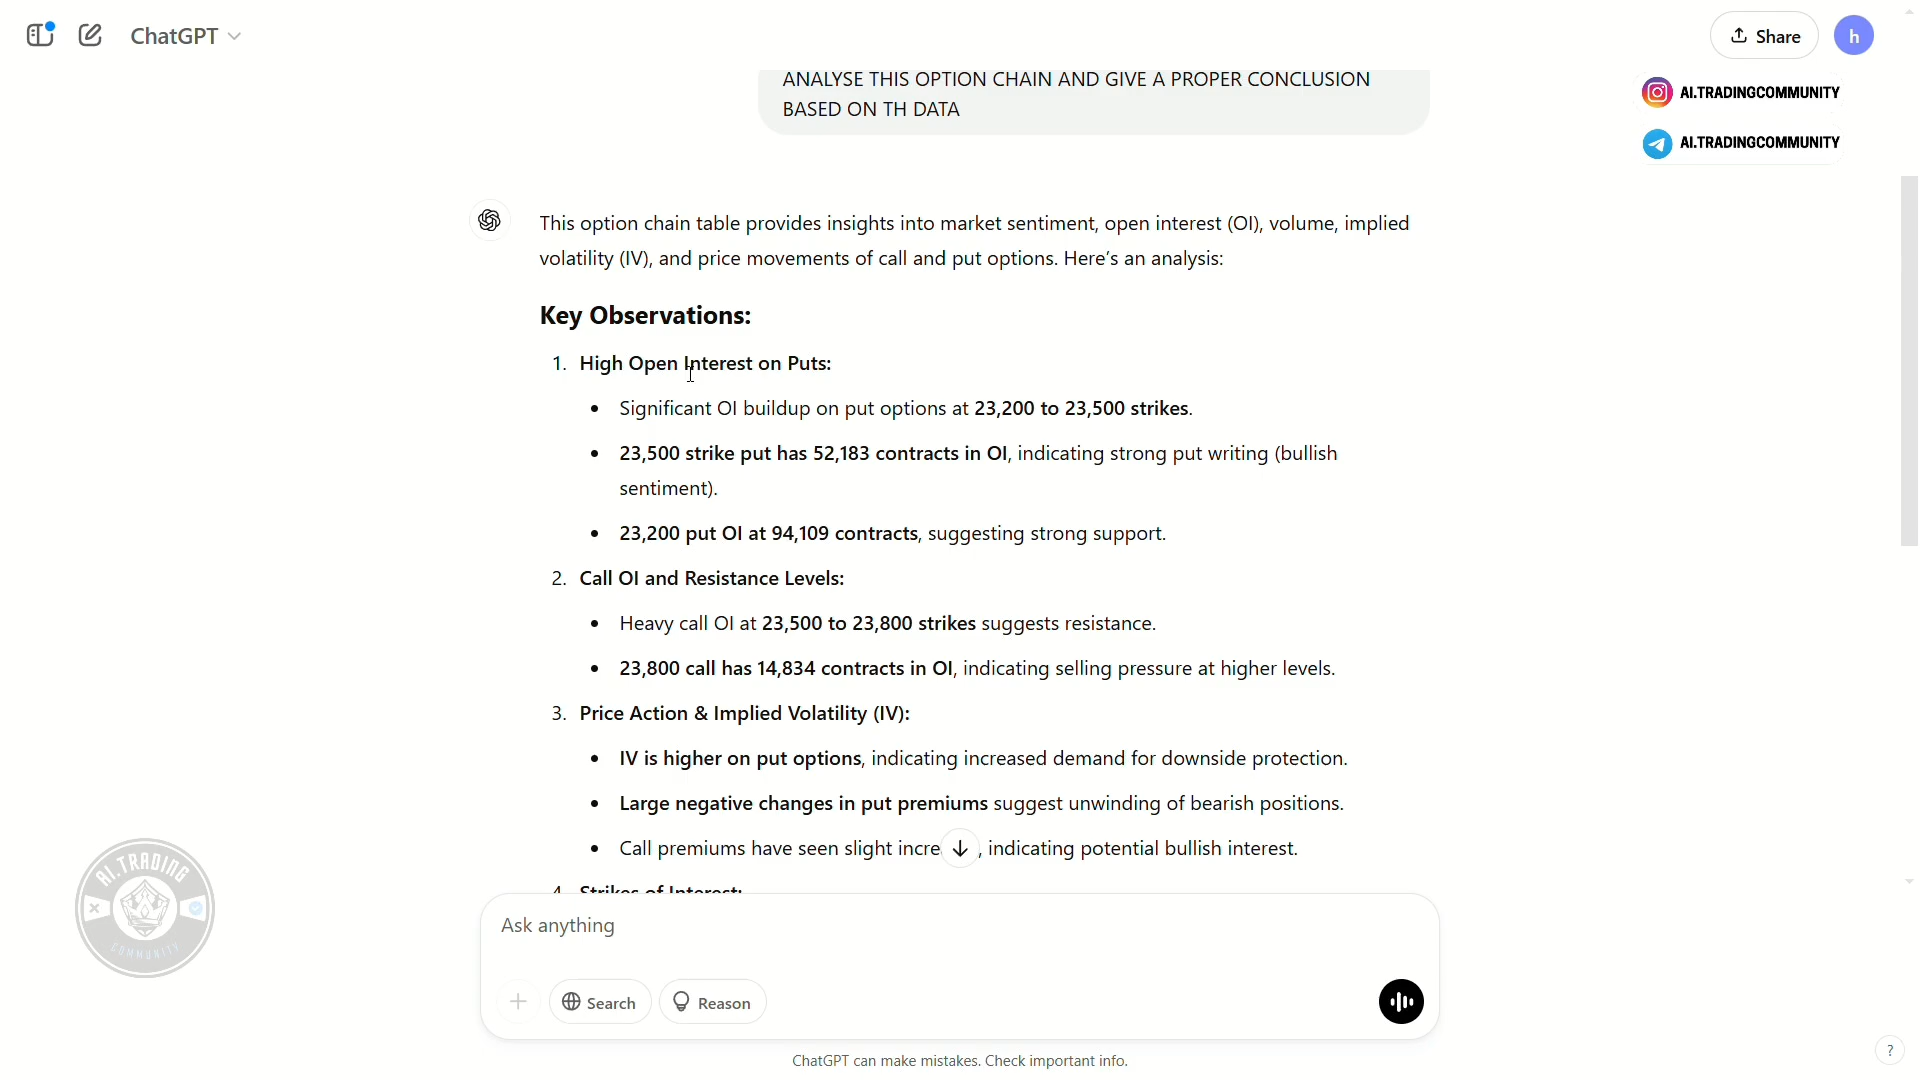 ChatGPT
Share
h
AI.TRADINGCOMMUNITY
AI.TRADINGCOMMUNITY
ANALYSE THIS OPTION CHAIN AND GIVE A PROPER CONCLUSION
BASED ON TH DATA
This option chain table provides insights into market sentiment, open interest (OI), volume, implied
volatility (IV), and price movements of call and put options. Here's an analysis:
Key Observations:
1. High Open Interest on Puts:
• Significant OI buildup on put options at 23,200 to 23,500 strikes.
• 23,500 strike put has 52,183 contracts in OI, indicating strong put writing (bullish
sentiment).
• 23,200 put OI at 94,109 contracts, suggesting strong support.
2. Call OI and Resistance Levels:
• Heavy call OI at 23,500 to 23,800 strikes suggests resistance.
• 23,800 call has 14,834 contracts in OI, indicating selling pressure at higher levels.
3. Price Action & Implied Volatility (IV):
• IV is higher on put options, indicating increased demand for downside protection.
• Large negative changes in put premiums suggest unwinding of bearish positions.
• Call premiums have seen slight incre , indicating potential bullish interest.
4. Strikes of Interest:
AI.TRADING
COMMUNITY
Ask anything
Search
Reason
ChatGPT can make mistakes. Check important info.
?